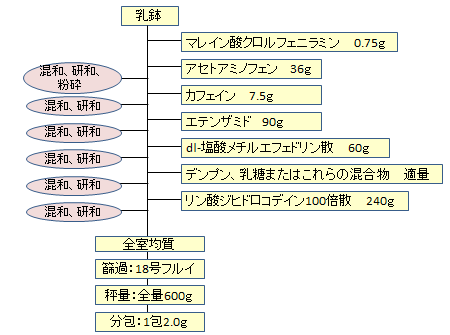 乳鉢
マレイン酸クロルフェニラミン 0.75g
アセトアミノフェン 36g
混和、研和、
粉砕
カフェイン 7.5g
混和、研和
エテンザミド 90g
混和、研和
dl-塩酸メチルエフェドリン散 60g
混和、研和
デンプン、乳糖またはこれらの混合物 適量
混和、研和
リン酸ジヒドロコデイン100倍散 240g
混和、研和
全室均質
篩過：18号フルイ
秤量：全量600g
分包：1包2.0g